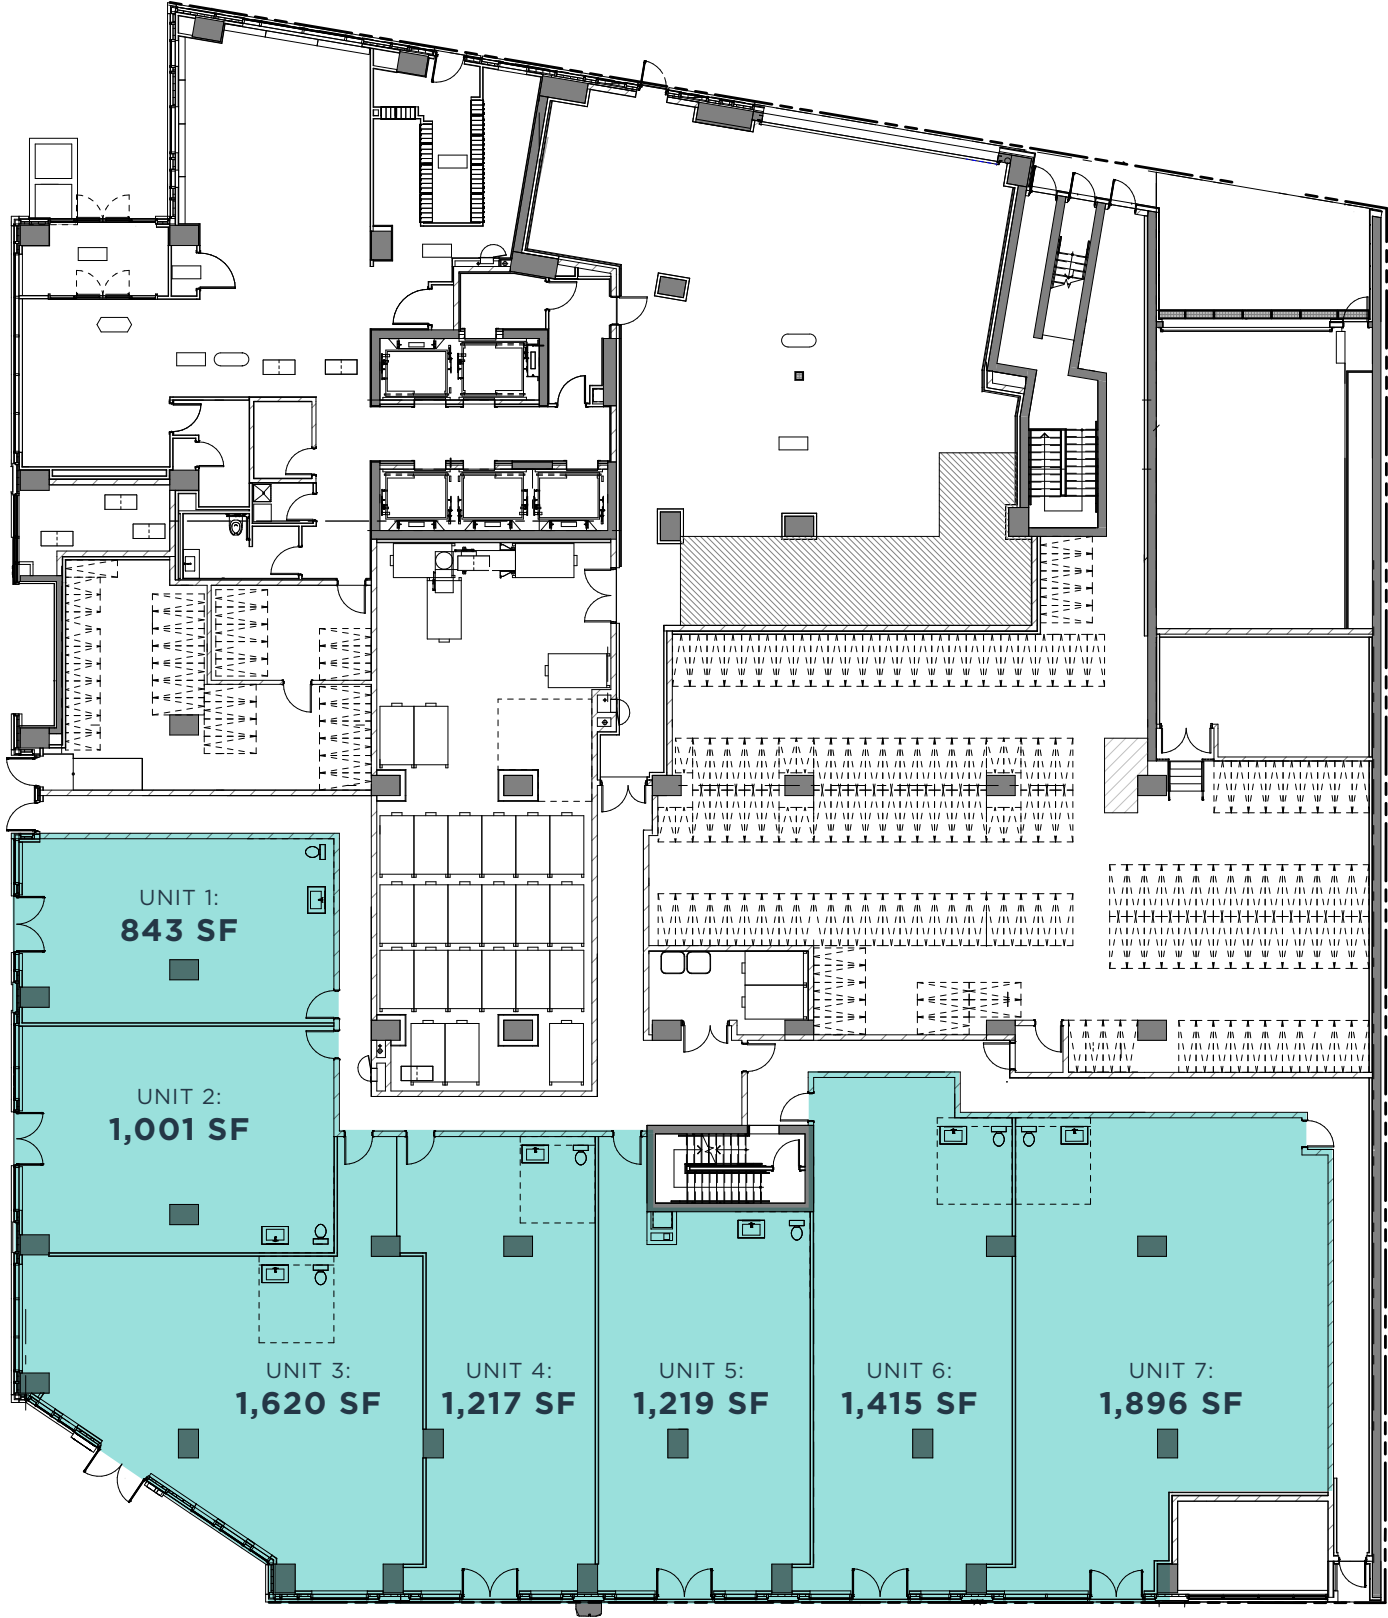 UNIT 1:
843 SF
UNIT 2:
1,001 SF
UNIT 3:
1,620 SF
UNIT 4:
1,217 SF
UNIT 5:
1,219 SF
UNIT 6:
1,415 SF
UNIT 7:
1,896 SF